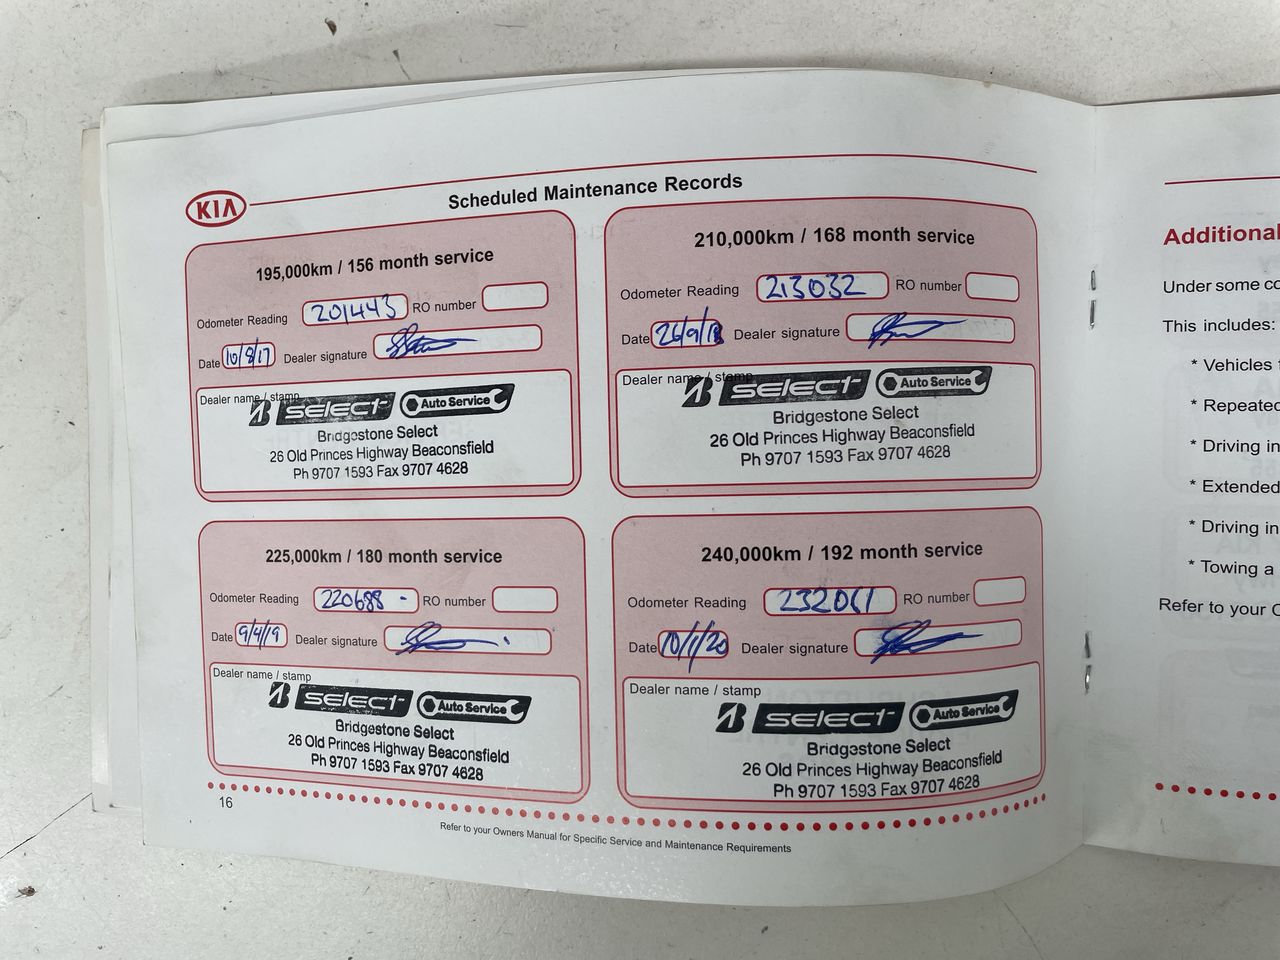 KIA
Scheduled Maintenance Records
195,000km / 156 month service
Odometer Reading 201443 RO number
Date 10/8/17 Dealer signature
Dealer name / stamp
select Auto Service
Bridgestone Select
26 Old Princes Highway Beaconsfield
Ph 9707 1593 Fax 9707 4628
210,000km / 168 month service
Odometer Reading 213032 RO number
Date 26/9/18 Dealer signature
Dealer name / stamp
select Auto Service
Bridgestone Select
26 Old Princes Highway Beaconsfield
Ph 9707 1593 Fax 9707 4628
225,000km / 180 month service
Odometer Reading 220688 - RO number
Date 9/4/19 Dealer signature
Dealer name / stamp
select Auto Service
Bridgestone Select
26 Old Princes Highway Beaconsfield
Ph 9707 1593 Fax 9707 4628
240,000km / 192 month service
Odometer Reading 232061 RO number
Date 10/1/20 Dealer signature
Dealer name / stamp
select Auto Service
Bridgestone Select
26 Old Princes Highway Beaconsfield
Ph 9707 1593 Fax 9707 4628
16
Refer to your Owners Manual for Specific Service and Maintenance Requirements
Additional
Under some
This includes:
* Vehicles
* Repeated
* Driving in
* Extended
* Driving in
* Towing a
Refer to your